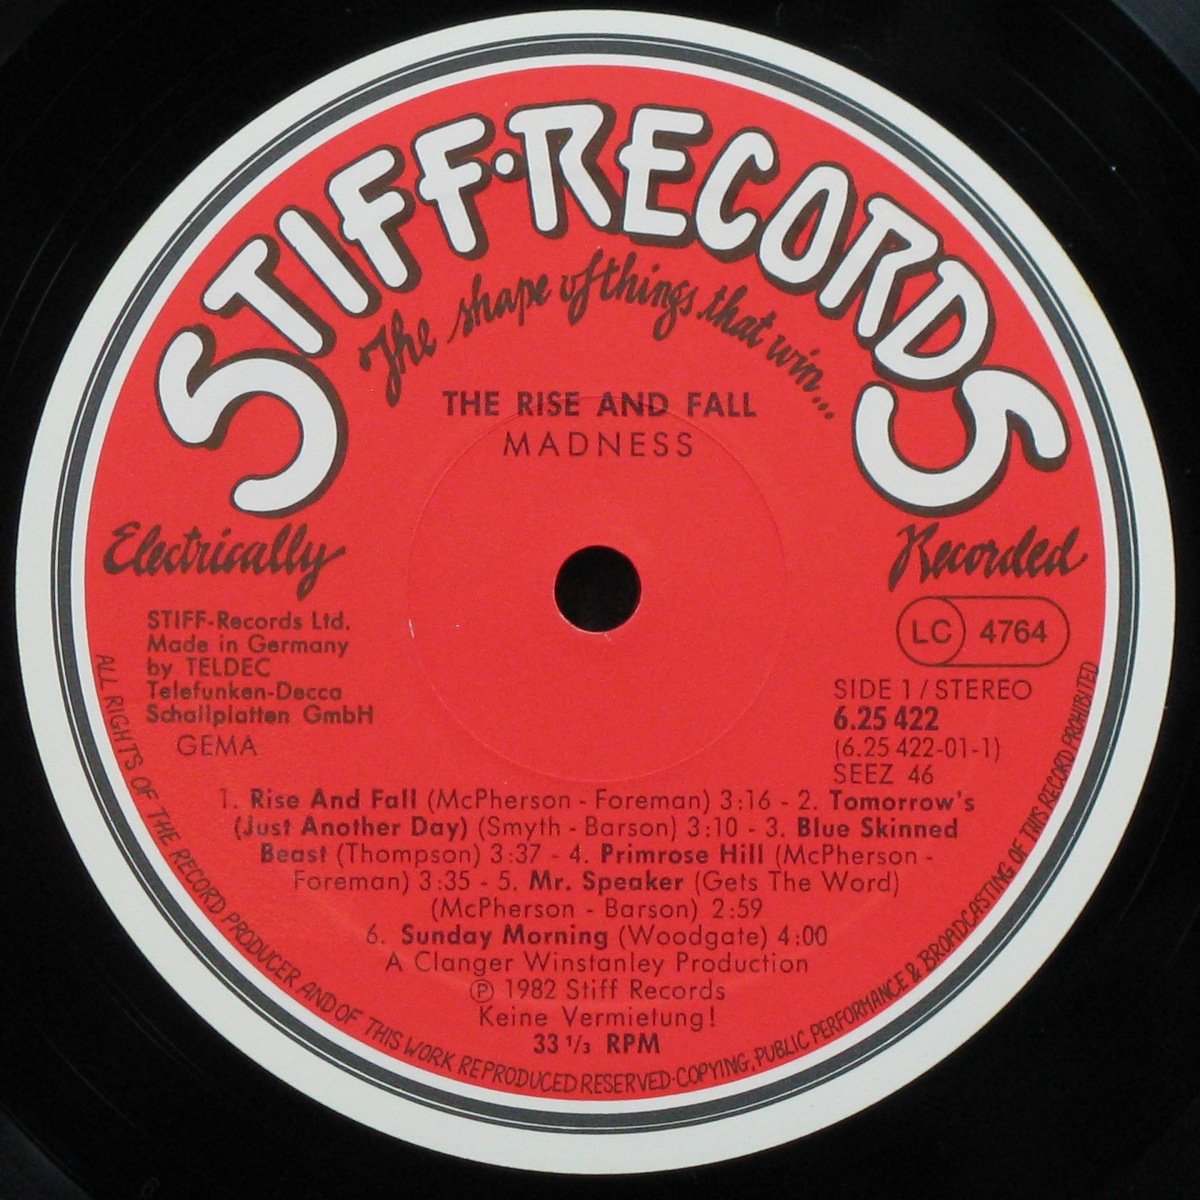 STIFF·RECORDS
The shape of things that win...
THE RISE AND FALL
MADNESS
Electrically
Recorded
STIFF-Records Ltd.
Made in Germany
by TELDEC
Telefunken-Decca
Schallplatten GmbH
GEMA
LC 4764
SIDE 1 / STEREO
6.25 422
(6.25 422-01-1)
SEEZ 46
1. Rise And Fall (McPherson - Foreman) 3:16 - 2. Tomorrow's
(Just Another Day) (Smyth - Barson) 3:10 - 3. Blue Skinned
Beast (Thompson) 3:37 - 4. Primrose Hill (McPherson -
Foreman) 3:35 - 5. Mr. Speaker (Gets The Word)
(McPherson - Barson) 2:59
6. Sunday Morning (Woodgate) 4:00
A Clanger Winstanley Production
℗ 1982 Stiff Records
Keine Vermietung!
33 1/3 RPM
ALL RIGHTS OF THE RECORD PRODUCER AND OF THIS WORK REPRODUCED RESERVED·COPYING, PUBLIC PERFORMANCE & BROADCASTING OF THIS RECORD PROHIBITED